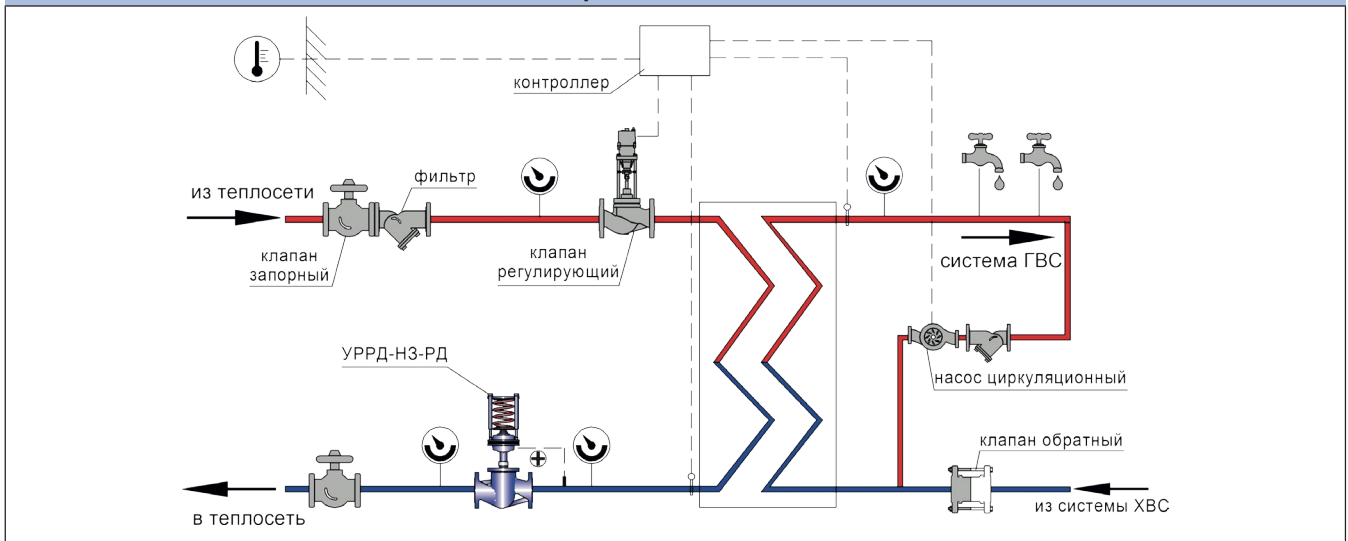 контроллер
из теплосети
фильтр
клапан
запорный
клапан
регулирующий
система ГВС
УРРД-НЗ-РД
насос циркуляционный
клапан обратный
в теплосеть
из системы ХВС